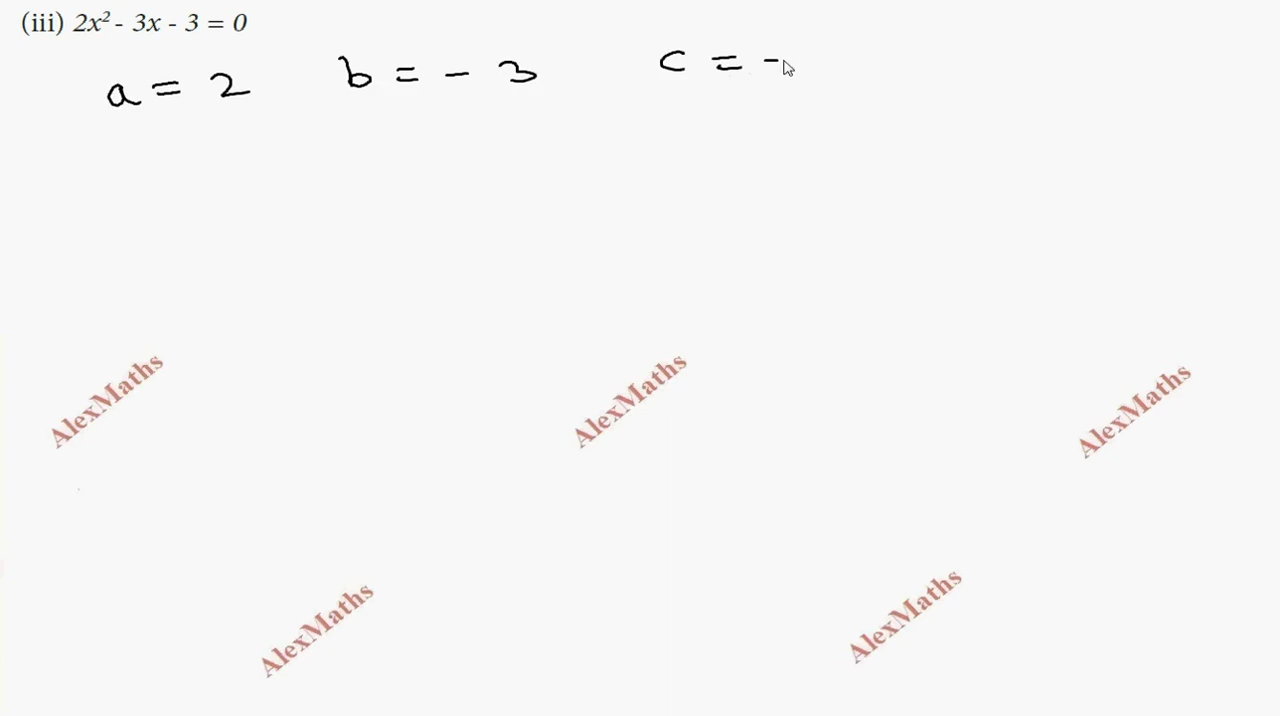 (iii) 2x² - 3x - 3 = 0
a = 2 b = - 3 c = -
AlexMaths AlexMaths AlexMaths
AlexMaths AlexMaths